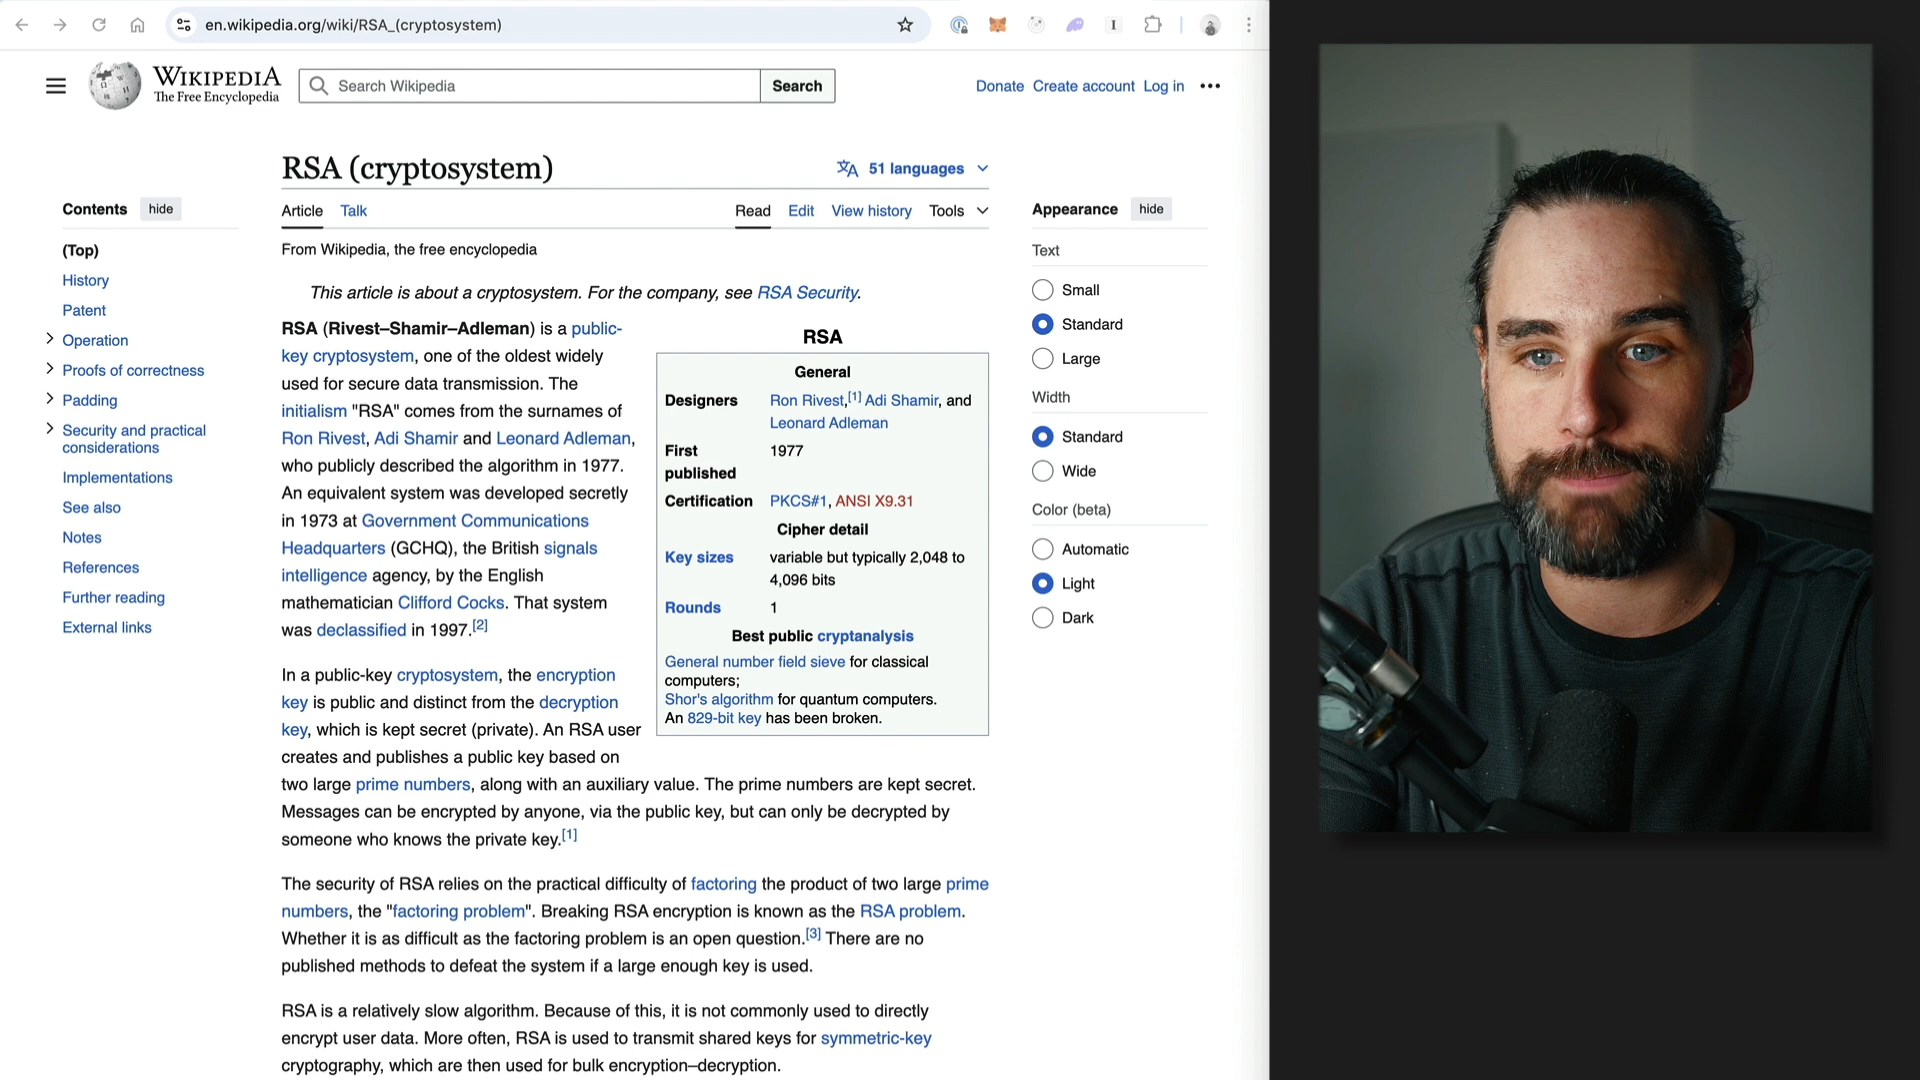 en.wikipedia.org/wiki/RSA_(cryptosystem)
I
WIKIPEDIA
The Free Encyclopedia
Search Wikipedia
Search
Donate Create account Log in
RSA (cryptosystem)
51 languages
Contents hide
(Top)
History
Patent
Operation
Proofs of correctness
Padding
Security and practical
considerations
Implementations
See also
Notes
References
Further reading
External links
Article Talk
Read Edit View history Tools
From Wikipedia, the free encyclopedia
This article is about a cryptosystem. For the company, see RSA Security.
RSA (Rivest–Shamir–Adleman) is a public-
key cryptosystem, one of the oldest widely
used for secure data transmission. The
initialism "RSA" comes from the surnames of
Ron Rivest, Adi Shamir and Leonard Adleman,
who publicly described the algorithm in 1977.
An equivalent system was developed secretly
in 1973 at Government Communications
Headquarters (GCHQ), the British signals
intelligence agency, by the English
mathematician Clifford Cocks. That system
was declassified in 1997.[2]
In a public-key cryptosystem, the encryption
key is public and distinct from the decryption
key, which is kept secret (private). An RSA user
creates and publishes a public key based on
two large prime numbers, along with an auxiliary value. The prime numbers are kept secret.
Messages can be encrypted by anyone, via the public key, but can only be decrypted by
someone who knows the private key.[1]
The security of RSA relies on the practical difficulty of factoring the product of two large prime
numbers, the "factoring problem". Breaking RSA encryption is known as the RSA problem.
Whether it is as difficult as the factoring problem is an open question.[3] There are no
published methods to defeat the system if a large enough key is used.
RSA is a relatively slow algorithm. Because of this, it is not commonly used to directly
encrypt user data. More often, RSA is used to transmit shared keys for symmetric-key
cryptography, which are then used for bulk encryption–decryption.
RSA
General
Designers Ron Rivest,[1] Adi Shamir, and
Leonard Adleman
First 1977
published
Certification PKCS#1, ANSI X9.31
Cipher detail
Key sizes variable but typically 2,048 to
4,096 bits
Rounds 1
Best public cryptanalysis
General number field sieve for classical
computers;
Shor's algorithm for quantum computers.
An 829-bit key has been broken.
Appearance hide
Text
Small
Standard
Large
Width
Standard
Wide
Color (beta)
Automatic
Light
Dark